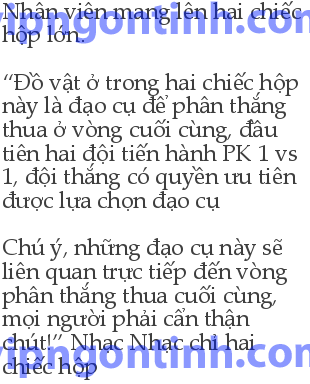 Nhân viên mang lên hai chiếc
hộp lớn.
“Đồ vật ở trong hai chiếc hộp
này là đạo cụ để phân thắng
thua ở vòng cuối cùng, đầu
tiên hai đội tiến hành PK 1 vs
1, đội thắng có quyền ưu tiên
được lựa chọn đạo cụ
Chú ý, những đạo cụ này sẽ
liên quan trực tiếp đến vòng
phân thắng thua cuối cùng,
mọi người phải cẩn thận
chút!” Nhạc Nhạc chỉ hai
chiếc hộp
vipngontinh.com
vipngontinh.com